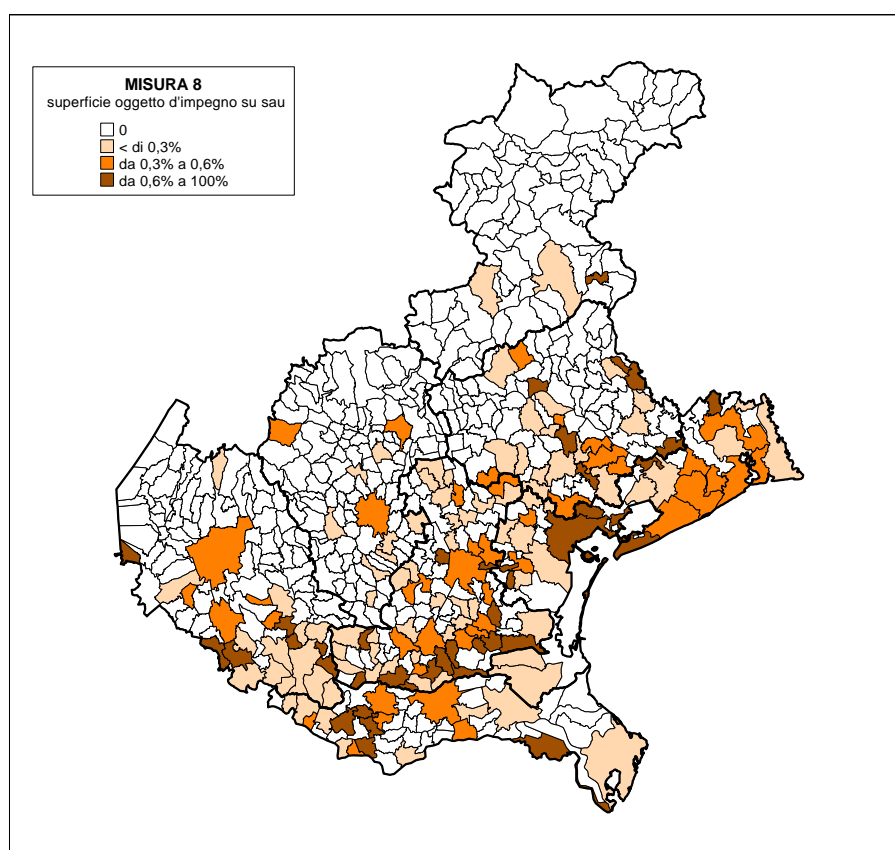 MISURA 8
superficie oggetto d'impegno su sau
0
< di 0,3%
da 0,3% a 0,6%
da 0,6% a 100%